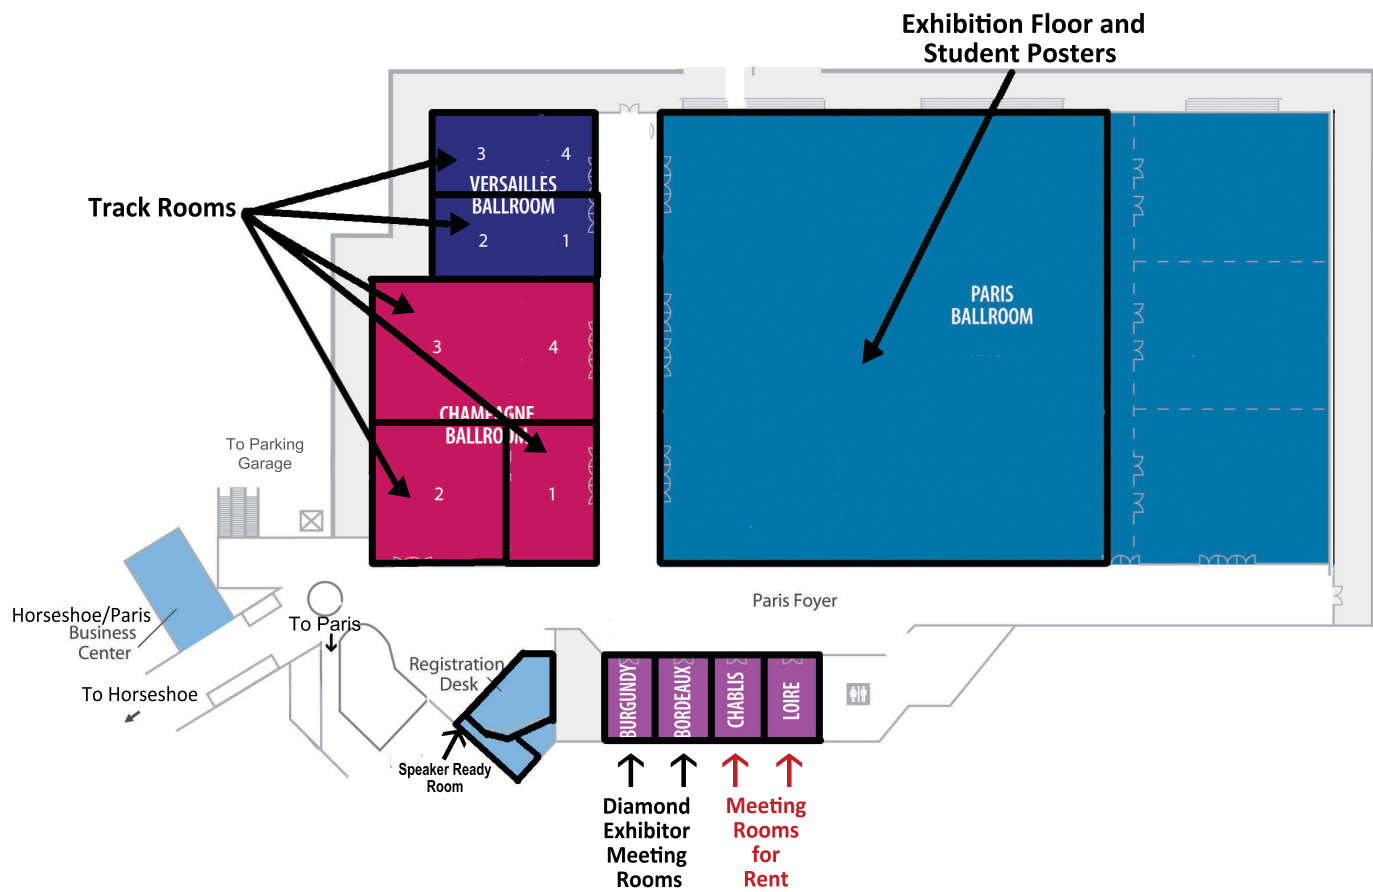 Exhibition Floor and
Student Posters
Track Rooms
3
4
VERSAILLES
BALLROOM
2
1
3
4
CHAMPAGNE
BALLROOM
2
1
PARIS
BALLROOM
To Parking
Garage
Paris Foyer
Horseshoe/Paris
Business
Center
To Paris
To Horseshoe
Registration
Desk
Speaker Ready
Room
BURGUNDY
BORDEAUX
CHABLIS
LOIRE
Diamond
Exhibitor
Meeting
Rooms
Meeting
Rooms
for
Rent